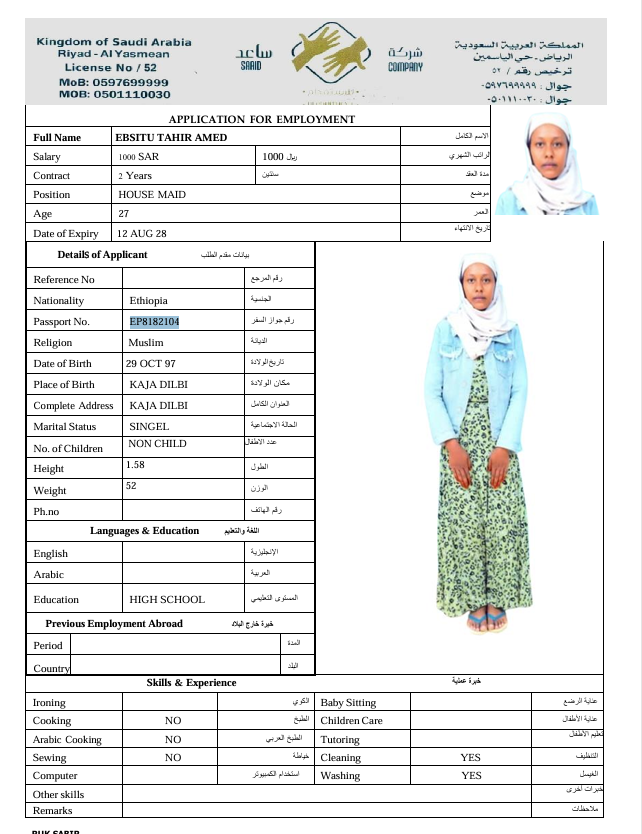 Kingdom of Saudi Arabia
Riyad - Al Yasmean
License No / 52
MoB: 0597699999
MOB: 0501110030
ساعد
SAAID
شركة
COMPANY
المملكة العربية السعودية
الرياض - حي الياسمين
ترخيص رقم / ٥٢
جوال : ٠٥٩٧٦٩٩٩٩٩
جوال : ٠٥٠١١١٠٠٣٠
APPLICATION FOR EMPLOYMENT
Full Name EBSITU TAHIR AMED الاسم الكامل
Salary 1000 SAR 1000 ريال لراتب الشهري
Contract 2 Years سنتين مدة العقد
Position HOUSE MAID موضع
Age 27 العمر
Date of Expiry 12 AUG 28 تاريخ الانتهاء
Details of Applicant بيانات مقدم الطلب
Reference No رقم المرجع
Nationality Ethiopia الجنسية
Passport No. EP8182104 رقم جواز السفر
Religion Muslim الديانة
Date of Birth 29 OCT 97 تاريخ الولادة
Place of Birth KAJA DILBI مكان الولادة
Complete Address KAJA DILBI العنوان الكامل
Marital Status SINGEL الحالة الاجتماعية
No. of Children NON CHILD عدد الاطفال
Height 1.58 الطول
Weight 52 الوزن
Ph.no رقم الهاتف
Languages & Education اللغة والتعليم
English الإنجليزية
Arabic العربية
Education HIGH SCHOOL المستوى التعليمي
Previous Employment Abroad خبرة خارج البلاد
Period المدة
Country البلد
Skills & Experience خبرة عملية
Ironing الكوي Baby Sitting عناية الرضع
Cooking NO الطبخ Children Care عناية الأطفال
Arabic Cooking NO الطبخ العربي Tutoring تعليم الأطفال
Sewing NO خياطة Cleaning YES التنظيف
Computer استخدام الكمبيوتر Washing YES الغيسل
Other skills خبرات أخرى
Remarks ملاحظات